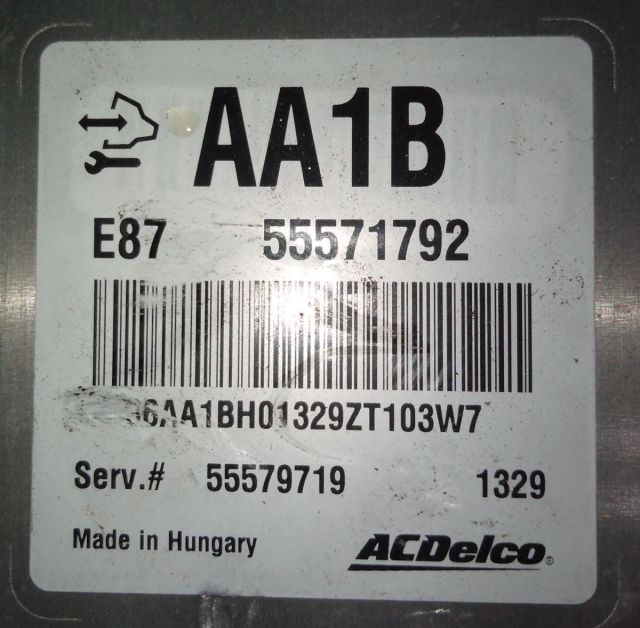 AA1B
E87 55571792
6AA1BH01329ZT103W7
Serv.# 55579719 1329
Made in Hungary ACDelco®